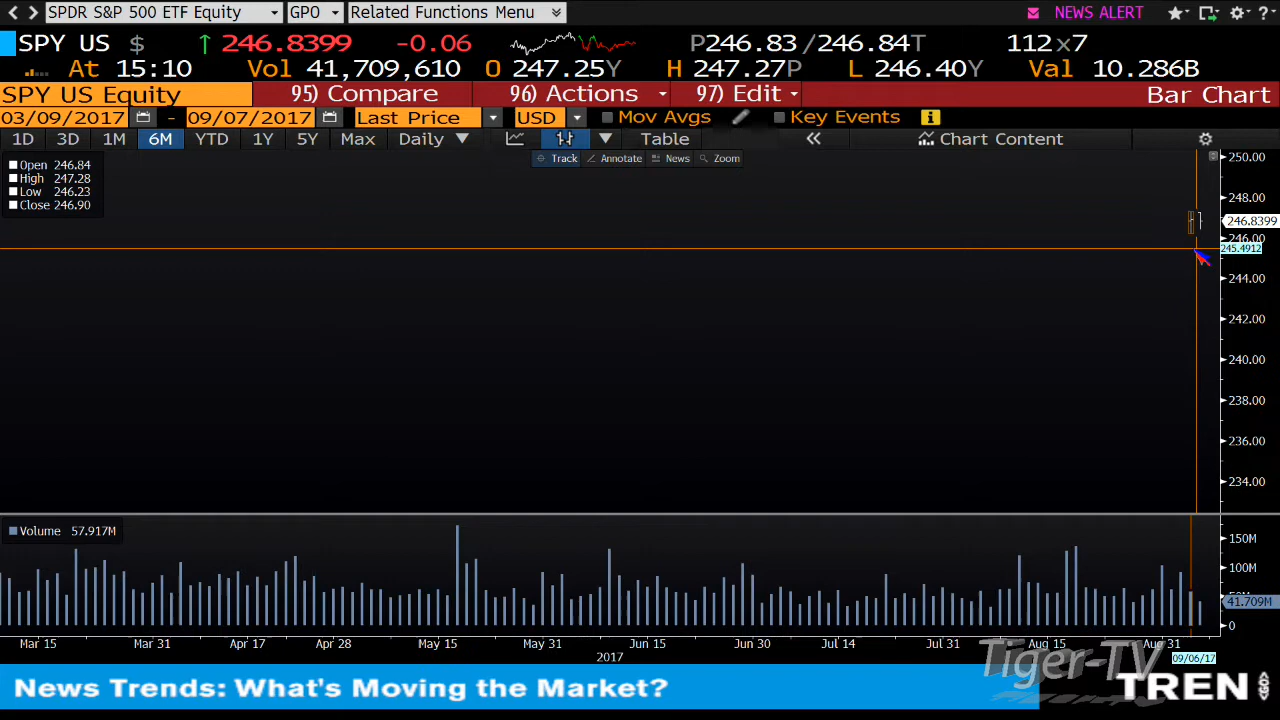 SPDR S&P 500 ETF Equity GPO Related Functions Menu NEWS ALERT ?
SPY US $ ↑ 246.8399 -0.06 P246.83 /246.84T 112x7
At 15:10 Vol 41,709,610 O 247.25Y H 247.27P L 246.40Y Val 10.286B
SPY US Equity 95) Compare 96) Actions 97) Edit Bar Chart
03/09/2017 - 09/07/2017 Last Price USD Mov Avgs Key Events i
1D 3D 1M 6M YTD 1Y 5Y Max Daily Table « Chart Content
Track Annotate News Zoom
Open 246.84
High 247.28
Low 246.23
Close 246.90
250.00
248.00
246.8399
246.00
245.4912
244.00
242.00
240.00
238.00
236.00
234.00
Volume 57.917M
150M
100M
41.709M
0
Mar 15 Mar 31 Apr 17 Apr 28 May 15 May 31 Jun 15 Jun 30 Jul 14 Jul 31 Aug 15 Aug 31
2017 09/06/17
Tiger-TV
News Trends: What's Moving the Market? TREN